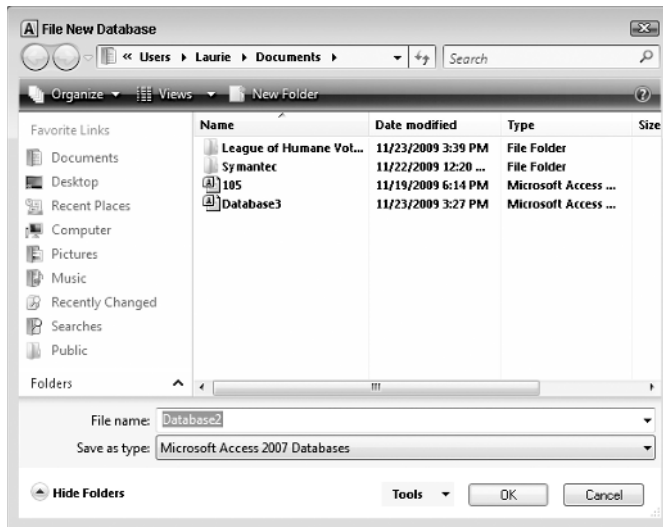 File New Database
« Users Laurie Documents Search
Organize Views New Folder
Favorite Links
Documents
Desktop
Recent Places
Computer
Pictures
Music
Recently Changed
Searches
Public
Folders
Name Date modified Type Size
League of Humane Vot... 11/23/2009 3:39 PM File Folder
Symantec 11/22/2009 12:20 ... File Folder
105 11/19/2009 6:14 PM Microsoft Access ...
Database3 11/23/2009 3:27 PM Microsoft Access ...
File name: Database2
Save as type: Microsoft Access 2007 Databases
Hide Folders Tools OK Cancel